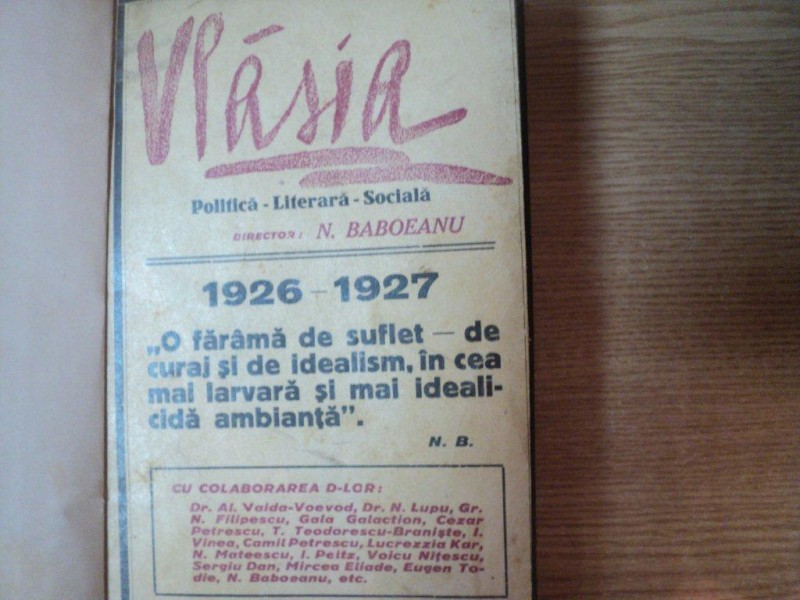 Vlásia
Politică - Literară - Socială
DIRECTOR: N. BABOEANU
1926 - 1927
„O fărâmă de suflet — de
curaj și de idealism, în cea
mai larvară și mai ideali-
cidă ambianță”.
N. B.
CU COLABORAREA D-LOR:
Dr. Al. Vaida-Voevod, Dr. N. Lupu, Gr.
N. Filipescu, Gala Galaction, Cezar
Petrescu, T. Teodorescu-Braniște, I.
Vinea, Camil Petrescu, Lucrezzia Kar,
N. Mateescu, I. Peltz, Voicu Nițescu,
Sergiu Dan, Mircea Eliade, Eugen To-
die, N. Baboeanu, etc.